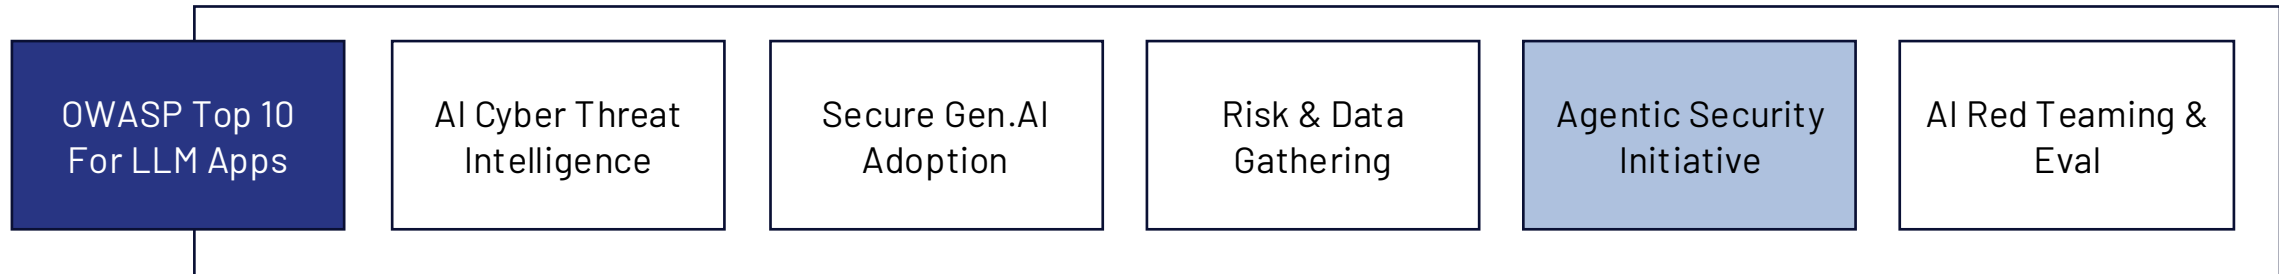 OWASP Top 10
For LLM Apps
AI Cyber Threat
Intelligence
Secure Gen.AI
Adoption
Risk & Data
Gathering
Agentic Security
Initiative
AI Red Teaming &
Eval